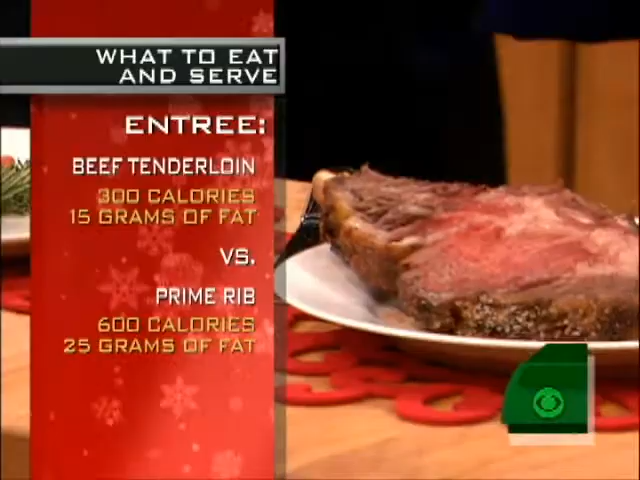 WHAT TO EAT
AND SERVE
ENTREE:
BEEF TENDERLOIN
300 CALORIES
15 GRAMS OF FAT
VS.
PRIME RIB
600 CALORIES
25 GRAMS OF FAT